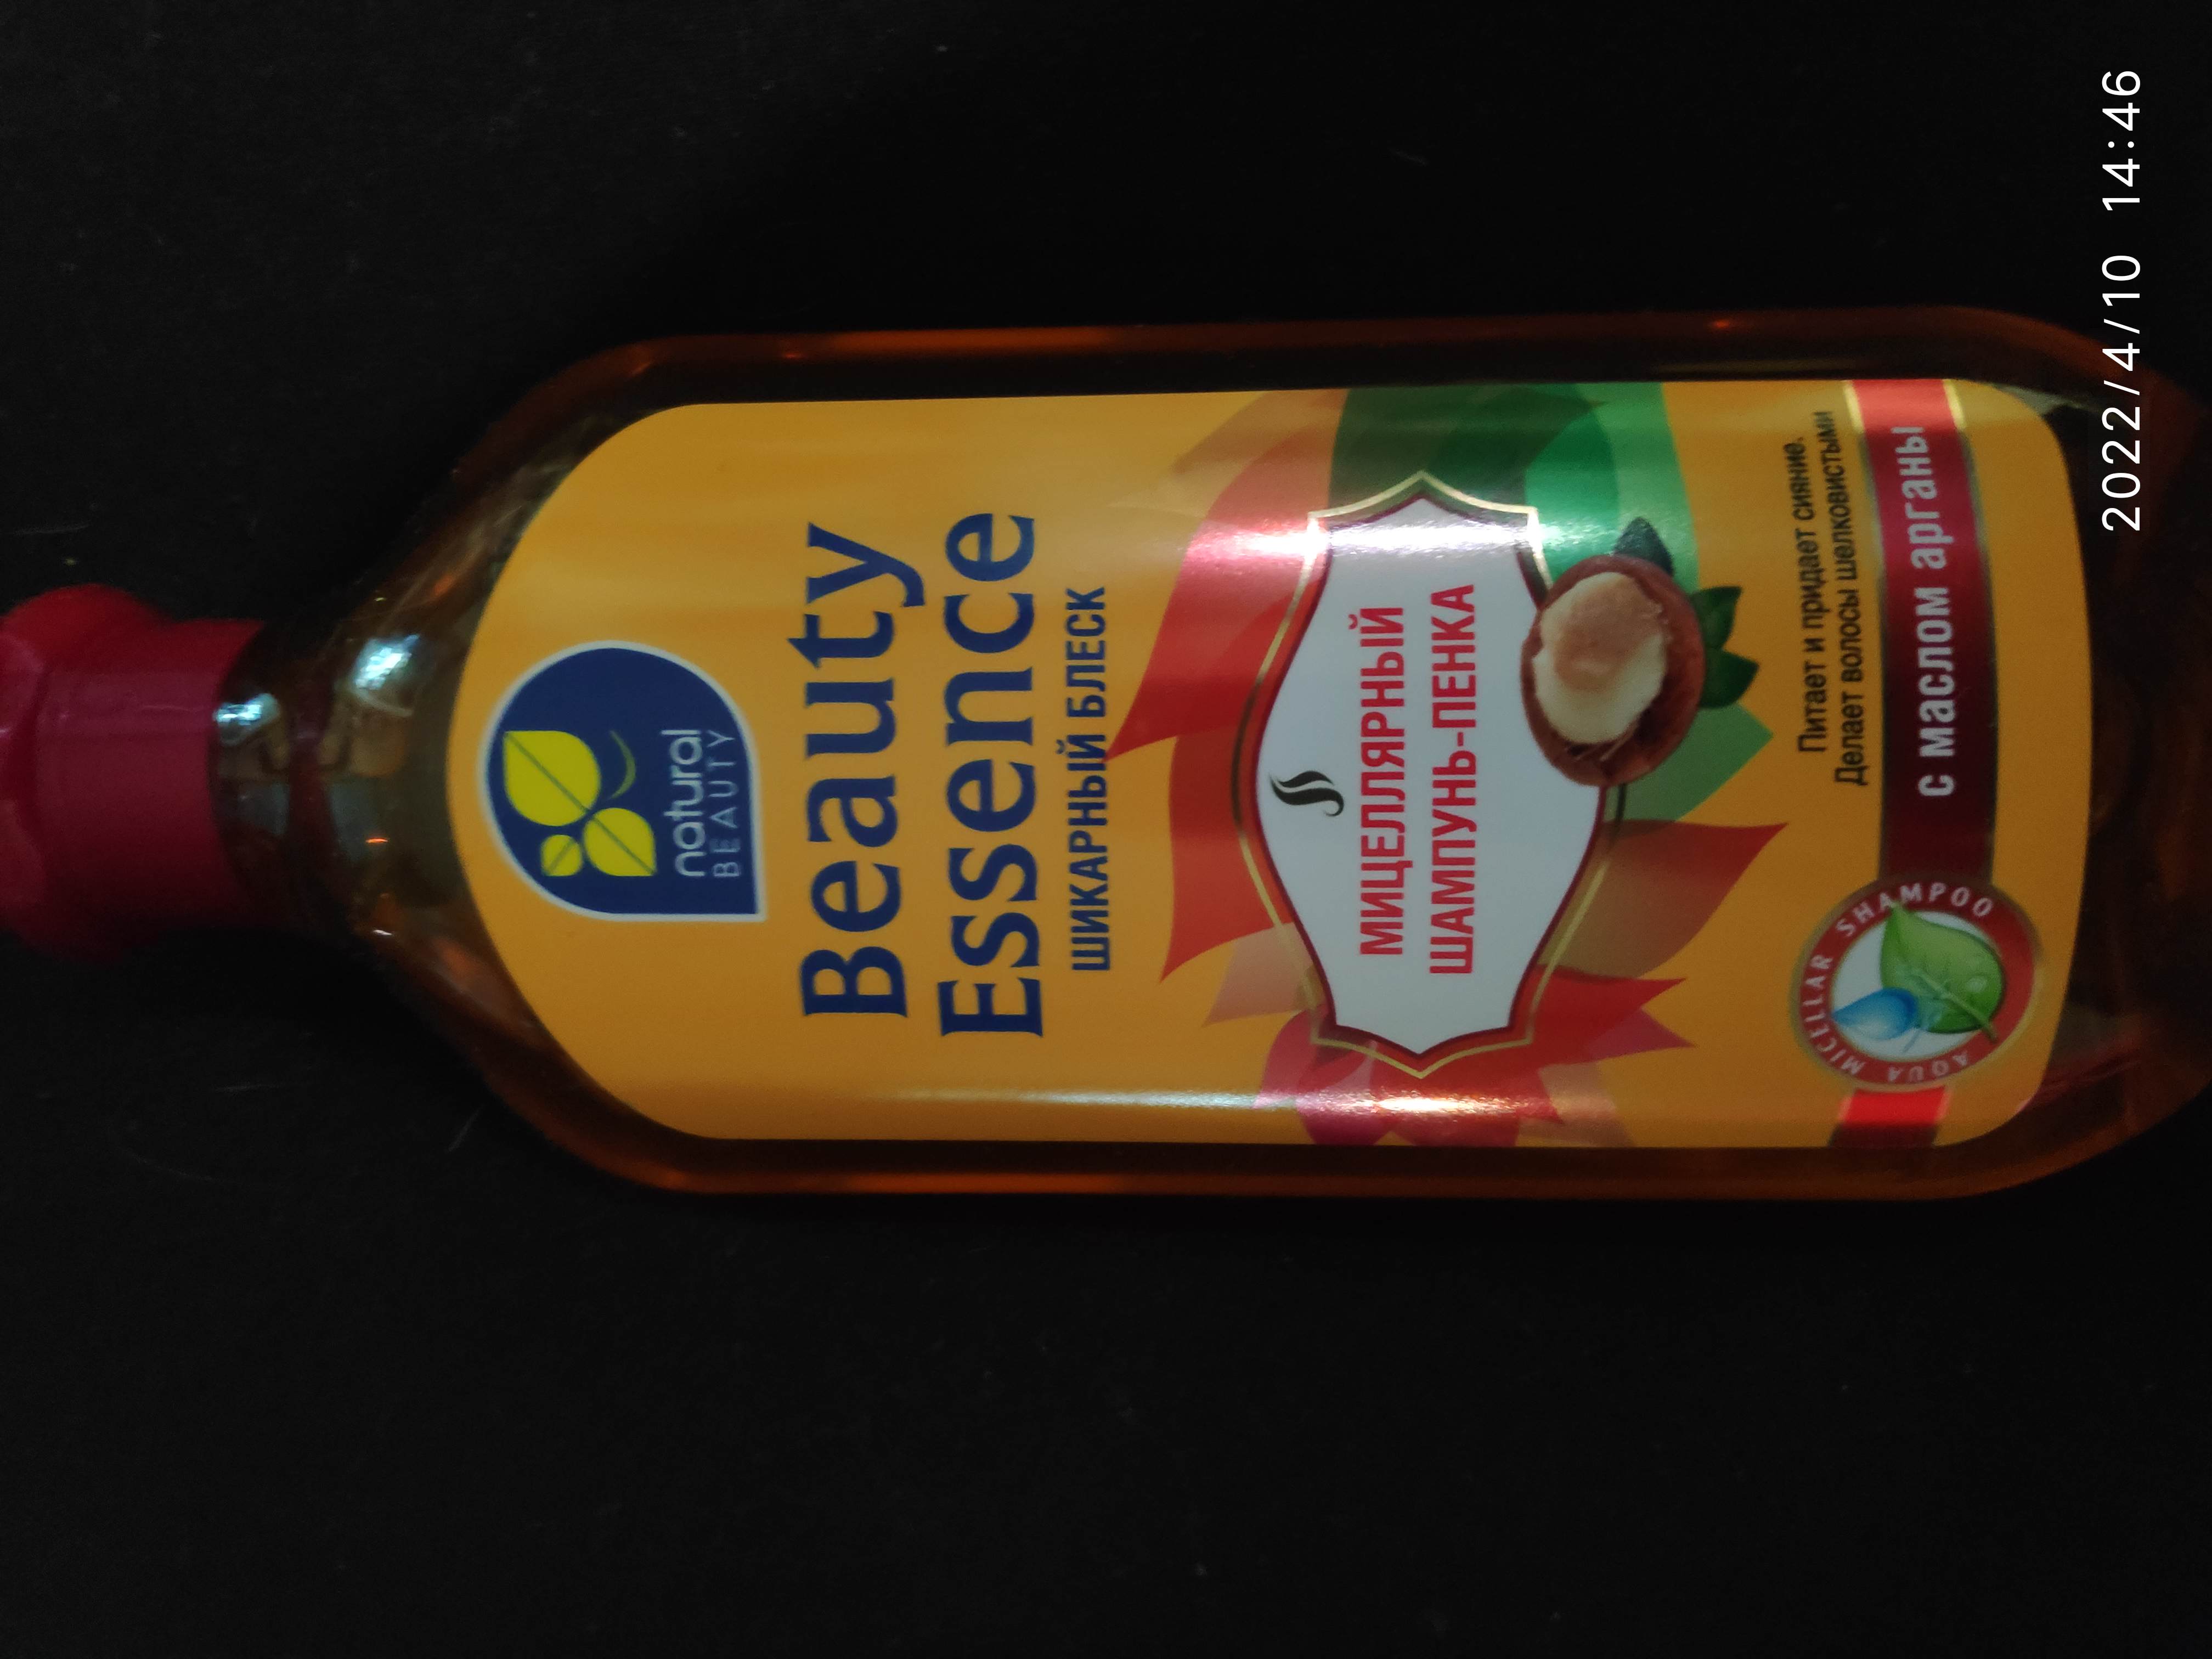 natural
BEAUTY
Beauty
Essence
ШИКАРНЫЙ БЛЕСК
МИЦЕЛЛЯРНЫЙ
ШАМПУНЬ-ПЕНКА
Питает и придает сияние.
Делает волосы шелковистыми
с маслом арганы
AQUA MICELLAR SHAMPOO
2022/4/10 14:46